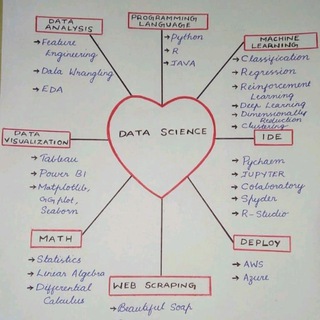 DATA ANALYSIS
→ Feature Engineering
→ Data Wrangling
→ EDA
PROGRAMMING LANGUAGE
→ Python
→ R
→ JAVA
MACHINE LEARNING
→ Classification
→ Regression
→ Reinforcement Learning
→ Deep Learning
→ Dimensionally Reduction
→ Clustering
DATA SCIENCE
DATA VISUALIZATION
→ Tableau
→ Power BI
→ Matplotlib, GGplot, Seaborn
IDE
→ Pycharm
→ JUPYTER
→ Colaboratory
→ Spyder
→ R-Studio
MATH
→ Statistics
→ Linear Algebra
→ Differential Calculus
WEB SCRAPING
→ Beautiful Soap
DEPLOY
→ AWS
→ Azure